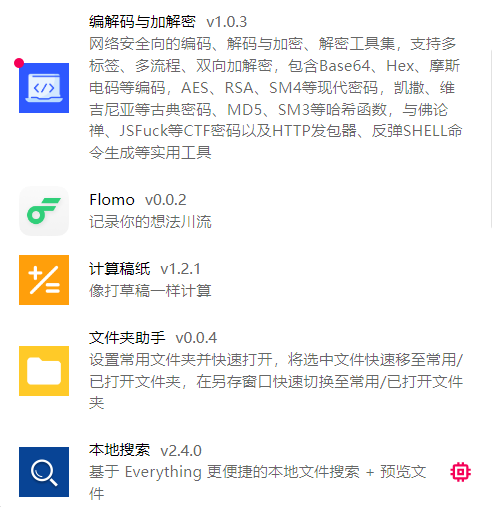 编解码与加解密 v1.0.3
网络安全向的编码、解码与加密、解密工具集，支持多
标签、多流程、双向加解密，包含Base64、Hex、摩斯
电码等编码，AES、RSA、SM4等现代密码，凯撒、维
吉尼亚等古典密码、MD5、SM3等哈希函数，与佛论
禅、JSFuck等CTF密码以及HTTP发包器、反弹SHELL命
令生成等实用工具
Flomo v0.0.2
记录你的想法川流
计算稿纸 v1.2.1
像打草稿一样计算
文件夹助手 v0.0.4
设置常用文件夹并快速打开，将选中文件快速移至常用/
已打开文件夹，在另存窗口快速切换至常用/已打开文件
夹
本地搜索 v2.4.0
基于 Everything 更便捷的本地文件搜索 + 预览文
件